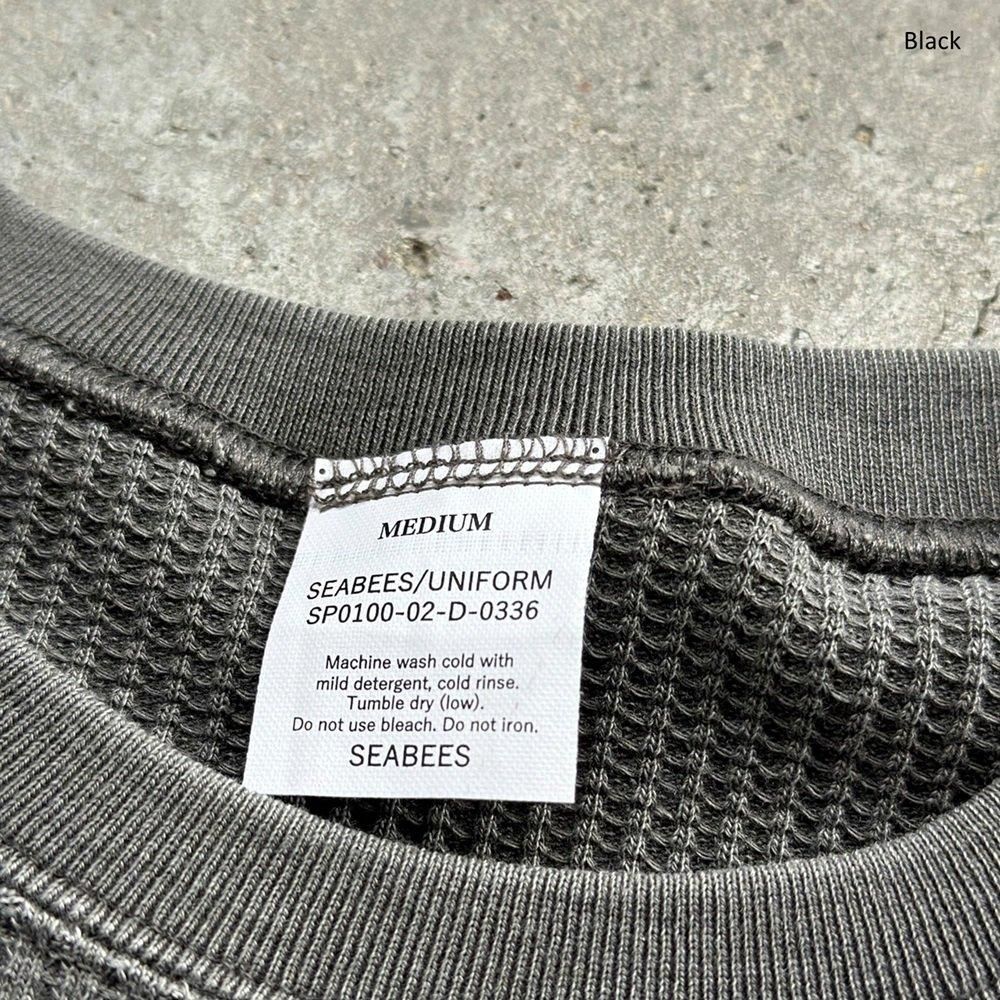 Black
MEDIUM
SEABEES/UNIFORM
SP0100-02-D-0336
Machine wash cold with
mild detergent, cold rinse.
Tumble dry (low).
Do not use bleach. Do not iron.
SEABEES